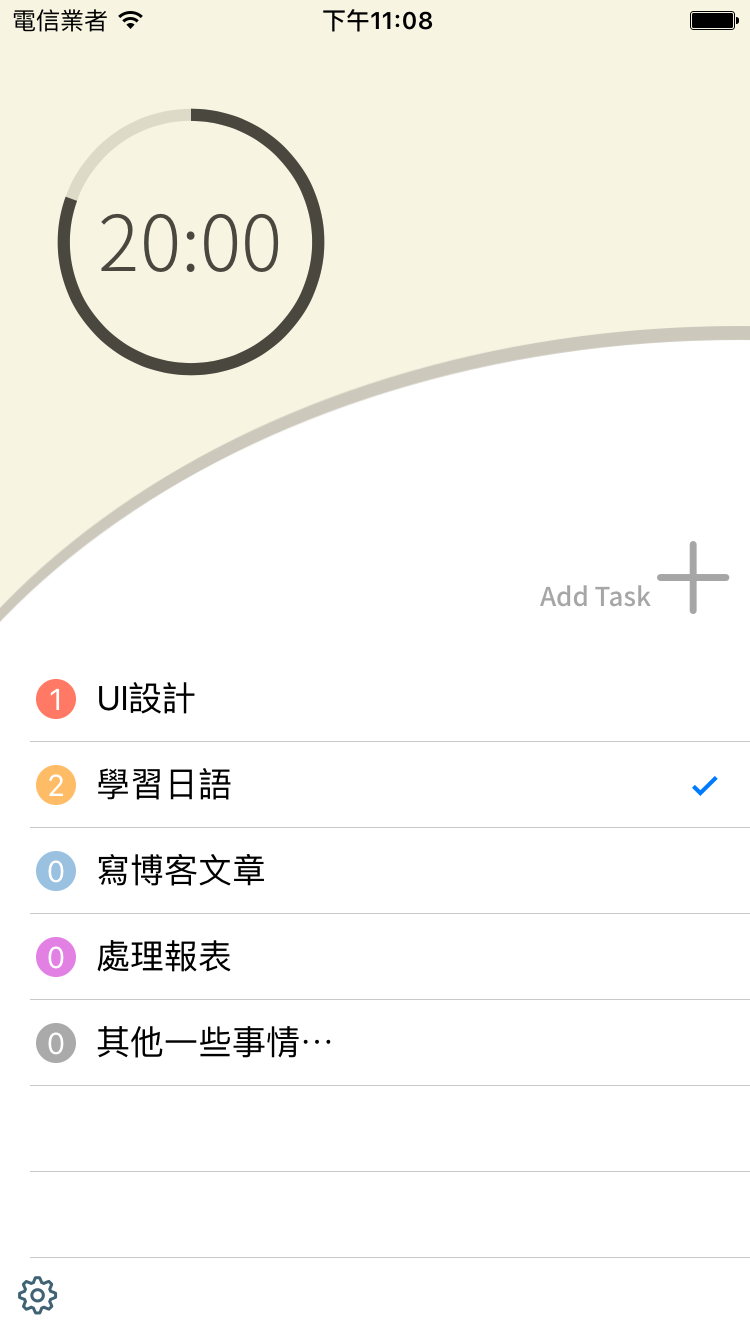 電信業者 下午11:08
20:00
Add Task
1 UI設計
2 學習日語
0 寫博客文章
0 處理報表
0 其他一些事情⋯